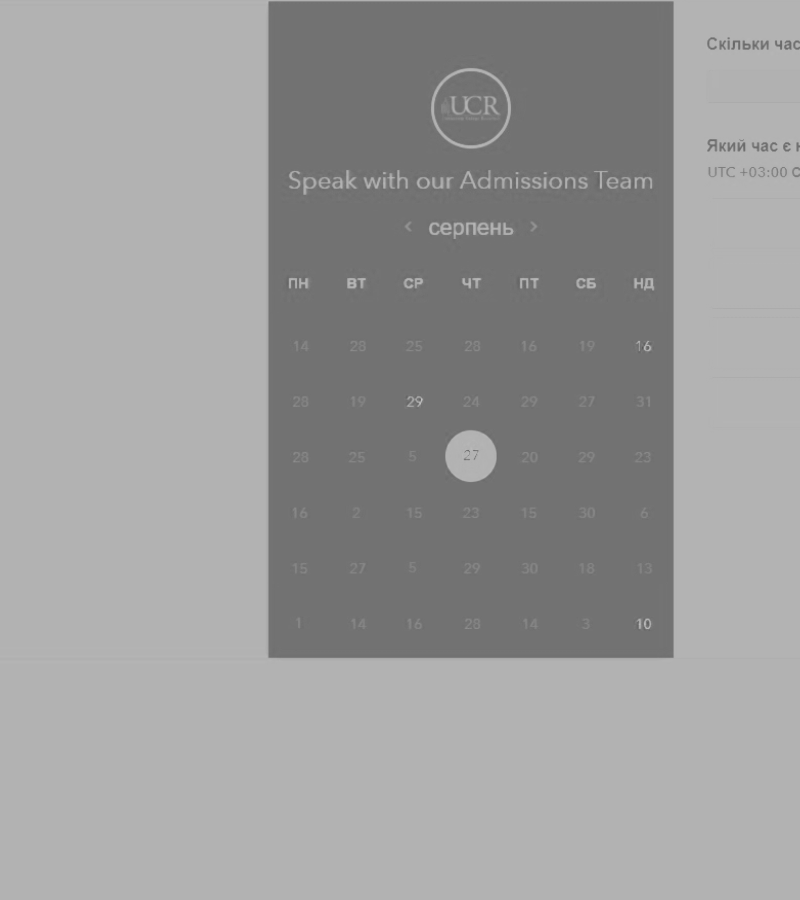 UCR
Speak with our Admissions Team
серпень
ПН ВТ СР ЧТ ПТ СБ НД
14 28 25 28 16 19 16
28 19 29 24 29 27 31
28 25 5 27 20 29 23
16 2 15 23 15 30 6
15 27 5 29 30 18 13
1 14 16 28 14 3 10
Скільки час
Який час є
UTC +03:00